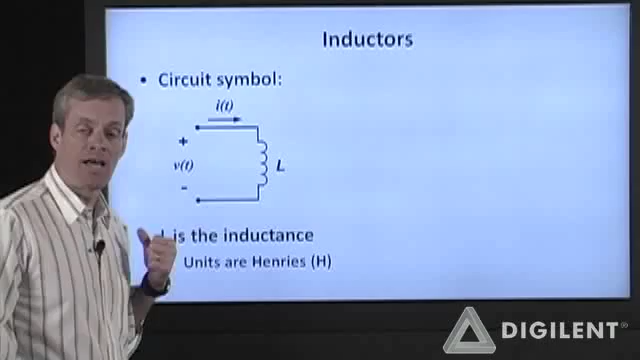 Inductors
• Circuit symbol:
i(t)
+
v(t)
L
-
is the inductance
Units are Henries (H)
DIGILENT®